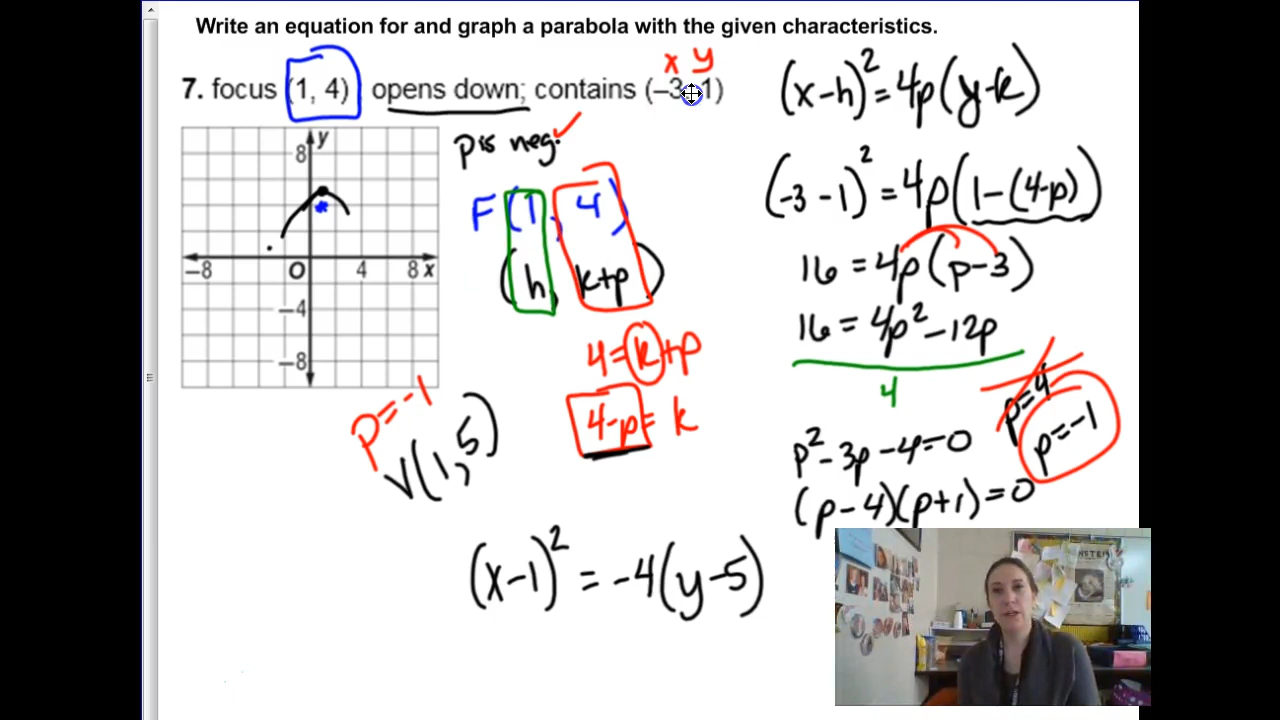 Write an equation for and graph a parabola with the given characteristics.
x y
7. focus (1, 4) opens down; contains (–3, 1)
(x-h)² = 4p(y-k)
p is neg. ✓
8 y
F (1, 4)
(-3-1)² = 4p(1-(4-p))
–8 O 4 8 x
(h, k+p)
16 = 4p(p-3)
–4
16 = 4p² - 12p
4 = k+p
–8
4
p=4
p=-1
4-p = k
p=-1
V(1, 5)
p² - 3p - 4 = 0
(p-4)(p+1) = 0
(x-1)² = -4(y-5)